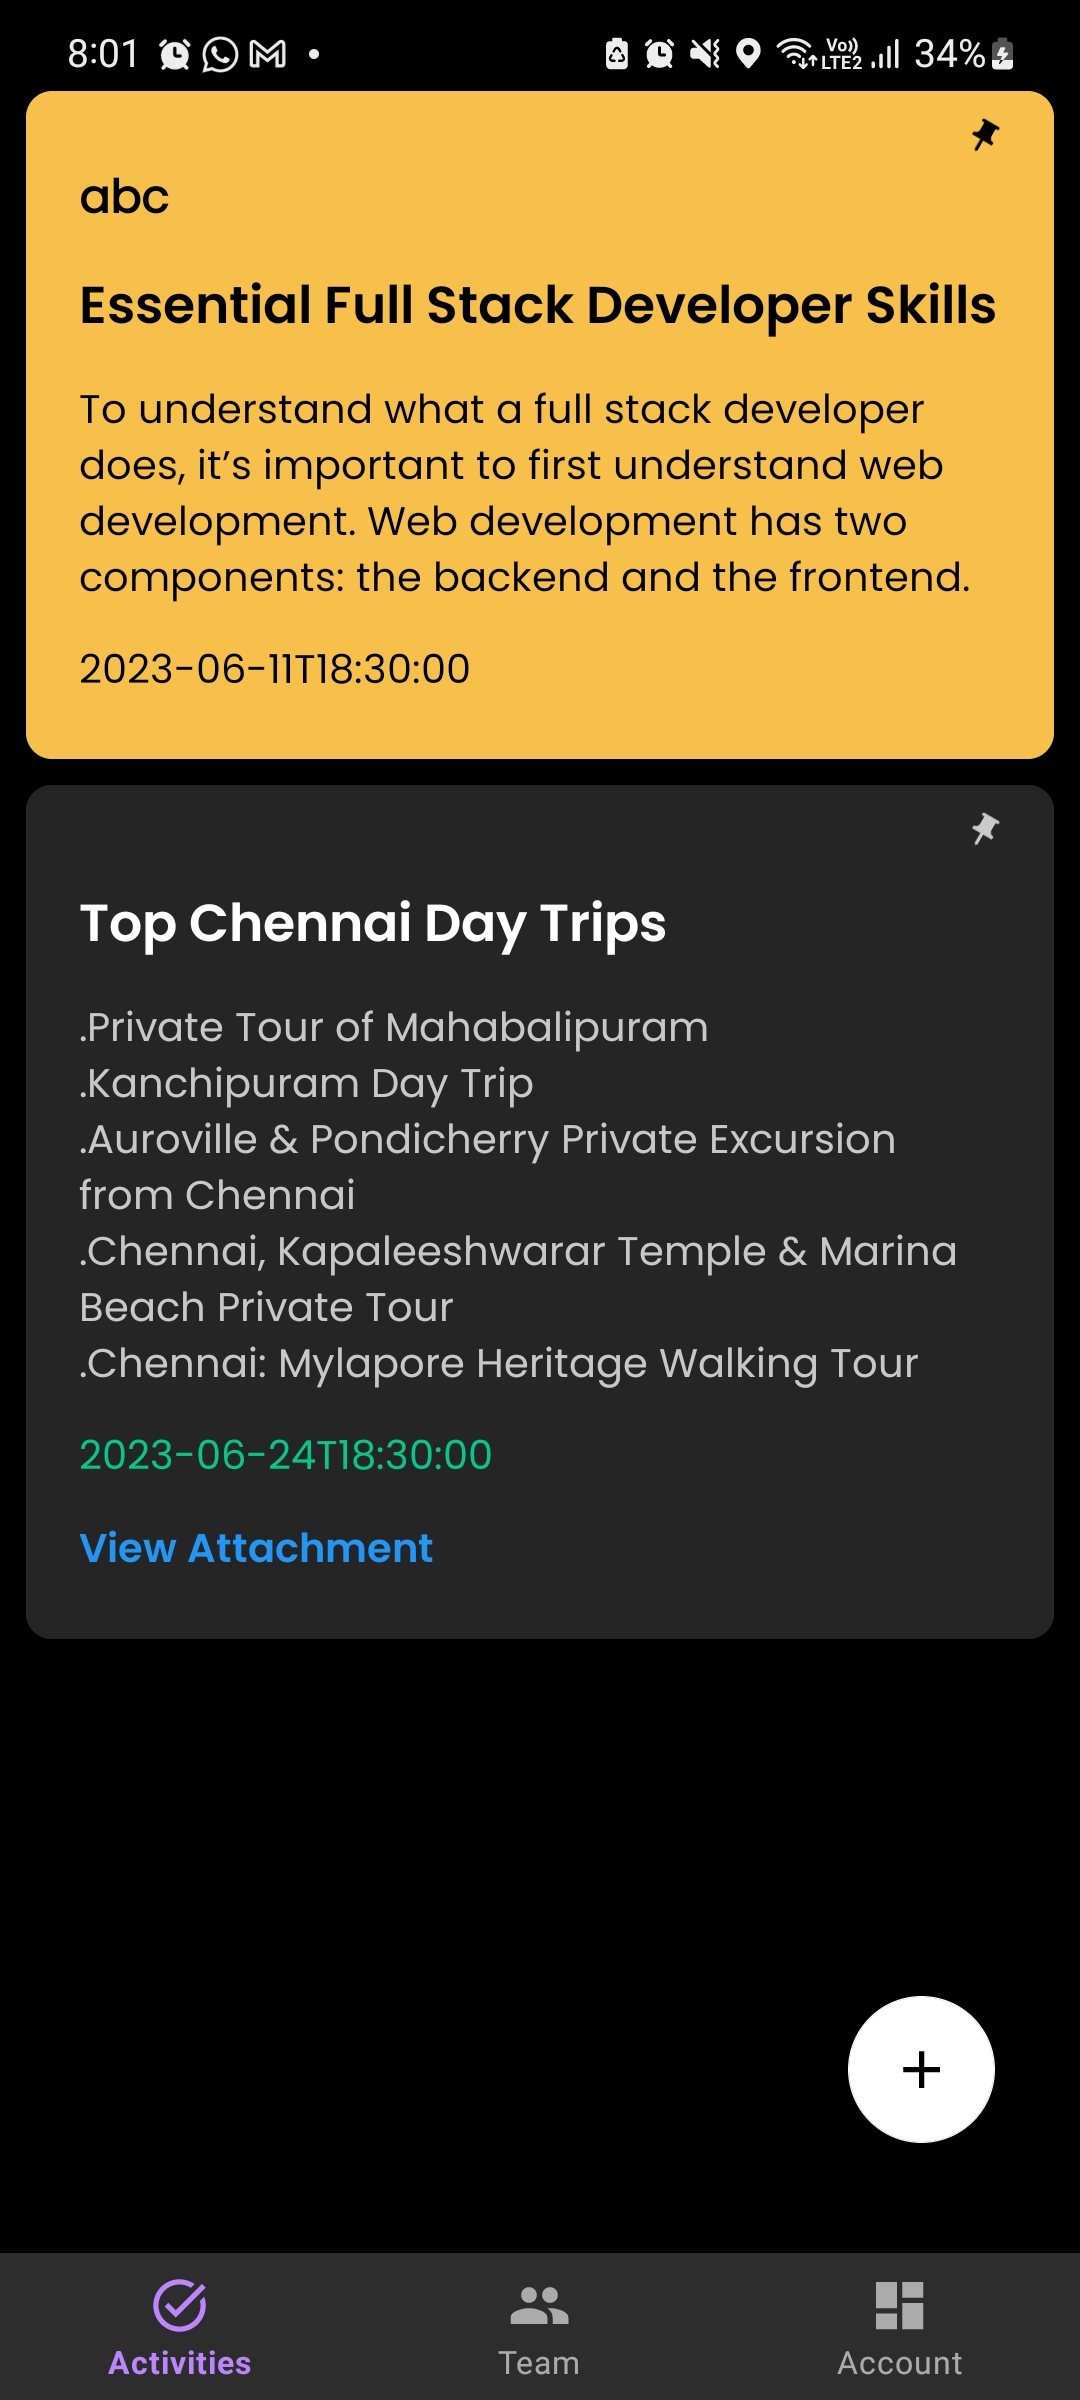 8:01
Vo))
LTE2
34%
abc
Essential Full Stack Developer Skills
To understand what a full stack developer
does, it’s important to first understand web
development. Web development has two
components: the backend and the frontend.
2023-06-11T18:30:00
Top Chennai Day Trips
.Private Tour of Mahabalipuram
.Kanchipuram Day Trip
.Auroville & Pondicherry Private Excursion
from Chennai
.Chennai, Kapaleeshwarar Temple & Marina
Beach Private Tour
.Chennai: Mylapore Heritage Walking Tour
2023-06-24T18:30:00
View Attachment
Activities
Team
Account